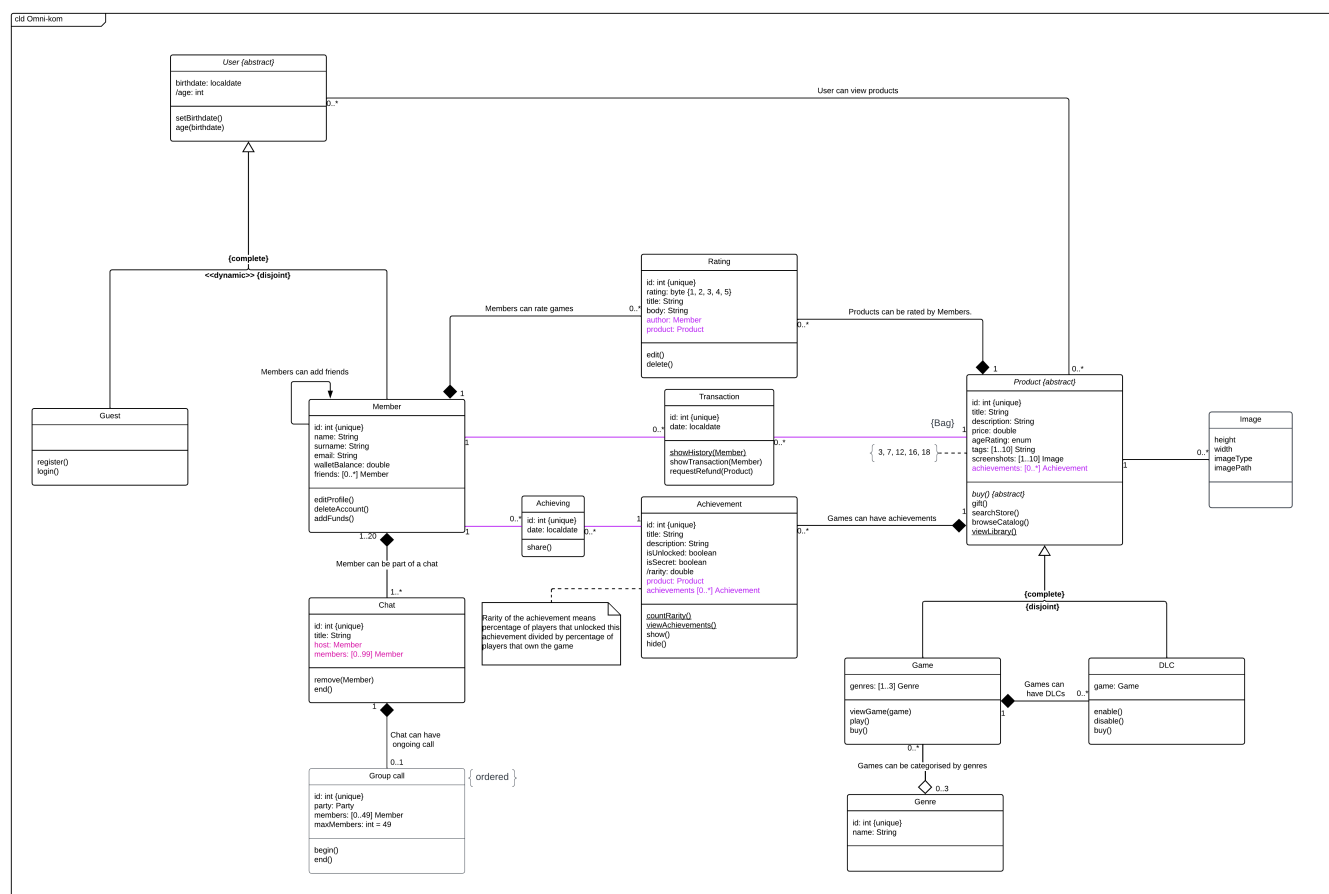 cld Omni-kom
User {abstract}
birthdate: localdate
/age: int
setBirthdate()
age(birthdate)
0..*
User can view products
0..*
{complete}
<<dynamic>> {disjoint}
Guest
register()
login()
Members can add friends
Member
id: int {unique}
name: String
surname: String
email: String
walletBalance: double
friends: [0..*] Member
editProfile()
deleteAccount()
addFunds()
Members can rate games
1
0..*
Rating
id: int {unique}
rating: byte {1, 2, 3, 4, 5}
title: String
body: String
author: Member
product: Product
edit()
delete()
Products can be rated by Members.
0..*
1
Transaction
id: int {unique}
date: localdate
showHistory(Member)
showTransaction(Member)
requestRefund(Product)
1
0..*
0..*
1
{Bag}
{ 3, 7, 12, 16, 18 }
Product {abstract}
id: int {unique}
title: String
description: String
price: double
ageRating: enum
tags: [1..10] String
screenshots: [1..10] Image
achievements: [0..*] Achievement
buy() {abstract}
gift()
searchStore()
browseCatalog()
viewLibrary()
1
0..*
Image
height
width
imageType
imagePath
Achieving
id: int {unique}
date: localdate
share()
1
0..*
0..*
1
Achievement
id: int {unique}
title: String
description: String
isUnlocked: boolean
isSecret: boolean
/rarity: double
product: Product
achievements [0..*] Achievement
countRarity()
viewAchievements()
show()
hide()
Games can have achievements
0..*
1
Rarity of the achievement means
percentage of players that unlocked this
achievement divided by percentage of
players that own the game
1..20
Member can be part of a chat
1..*
Chat
id: int {unique}
title: String
host: Member
members: [0..99] Member
remove(Member)
end()
1
Chat can have
ongoing call
0..1
Group call
{ ordered }
id: int {unique}
party: Party
members: [0..49] Member
maxMembers: int = 49
begin()
end()
{complete}
{disjoint}
Game
genres: [1..3] Genre
viewGame(game)
play()
buy()
Games can
have DLCs
1
0..*
DLC
game: Game
enable()
disable()
buy()
0..*
Games can be categorised by genres
0..3
Genre
id: int {unique}
name: String